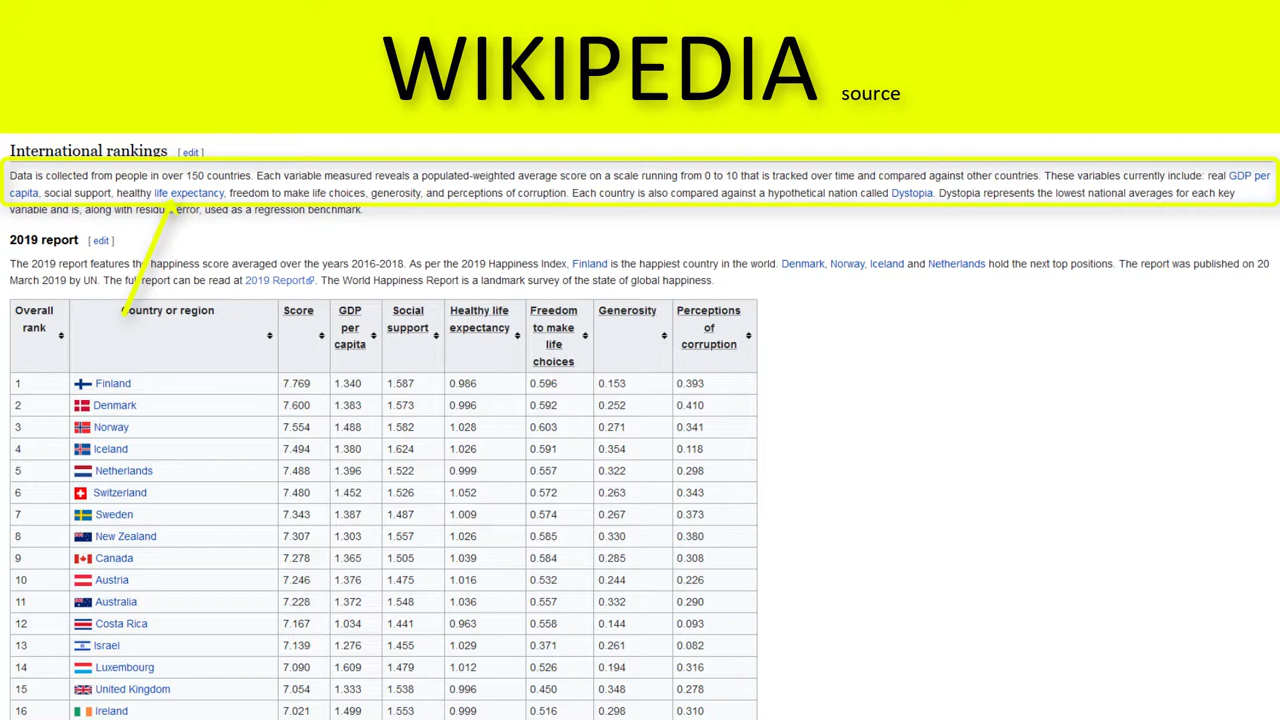 WIKIPEDIA source
International rankings [ edit ]
Data is collected from people in over 150 countries. Each variable measured reveals a populated-weighted average score on a scale running from 0 to 10 that is tracked over time and compared against other countries. These variables currently include: real GDP per
capita, social support, healthy life expectancy, freedom to make life choices, generosity, and perceptions of corruption. Each country is also compared against a hypothetical nation called Dystopia. Dystopia represents the lowest national averages for each key
variable and is, along with residual error, used as a regression benchmark.
2019 report [ edit ]
The 2019 report features the happiness score averaged over the years 2016-2018. As per the 2019 Happiness Index, Finland is the happiest country in the world. Denmark, Norway, Iceland and Netherlands hold the next top positions. The report was published on 20
March 2019 by UN. The full report can be read at 2019 Report. The World Happiness Report is a landmark survey of the state of global happiness.
Overall rank Country or region Score GDP per capita Social support Healthy life expectancy Freedom to make life choices Generosity Perceptions of corruption
1 Finland 7.769 1.340 1.587 0.986 0.596 0.153 0.393
2 Denmark 7.600 1.383 1.573 0.996 0.592 0.252 0.410
3 Norway 7.554 1.488 1.582 1.028 0.603 0.271 0.341
4 Iceland 7.494 1.380 1.624 1.026 0.591 0.354 0.118
5 Netherlands 7.488 1.396 1.522 0.999 0.557 0.322 0.298
6 Switzerland 7.480 1.452 1.526 1.052 0.572 0.263 0.343
7 Sweden 7.343 1.387 1.487 1.009 0.574 0.267 0.373
8 New Zealand 7.307 1.303 1.557 1.026 0.585 0.330 0.380
9 Canada 7.278 1.365 1.505 1.039 0.584 0.285 0.308
10 Austria 7.246 1.376 1.475 1.016 0.532 0.244 0.226
11 Australia 7.228 1.372 1.548 1.036 0.557 0.332 0.290
12 Costa Rica 7.167 1.034 1.441 0.963 0.558 0.144 0.093
13 Israel 7.139 1.276 1.455 1.029 0.371 0.261 0.082
14 Luxembourg 7.090 1.609 1.479 1.012 0.526 0.194 0.316
15 United Kingdom 7.054 1.333 1.538 0.996 0.450 0.348 0.278
16 Ireland 7.021 1.499 1.553 0.999 0.516 0.298 0.310